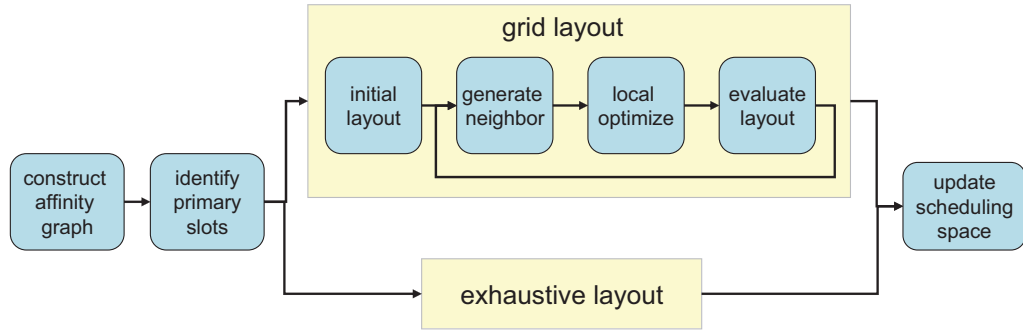 grid layout
initial
layout
generate
neighbor
local
optimize
evaluate
layout
construct
affinity
graph
identify
primary
slots
update
scheduling
space
exhaustive layout